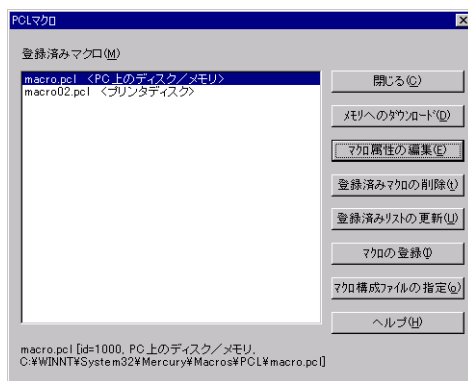 PCLマクロ
登録済みマクロ(M)
macro.pcl <PC上のディスク/メモリ>
macro02.pcl <プリンタディスク>
閉じる(C)
メモリへのダウンロード(D)
マクロ属性の編集(E)
登録済みマクロの削除(t)
登録済みリストの更新(U)
マクロの登録(I)
マクロ構成ファイルの指定(o)
ヘルプ(H)
macro.pcl [id=1000, PC上のディスク/メモリ,
C:¥WINNT¥System32¥Mercury¥Macros¥PCL¥macro.pcl]